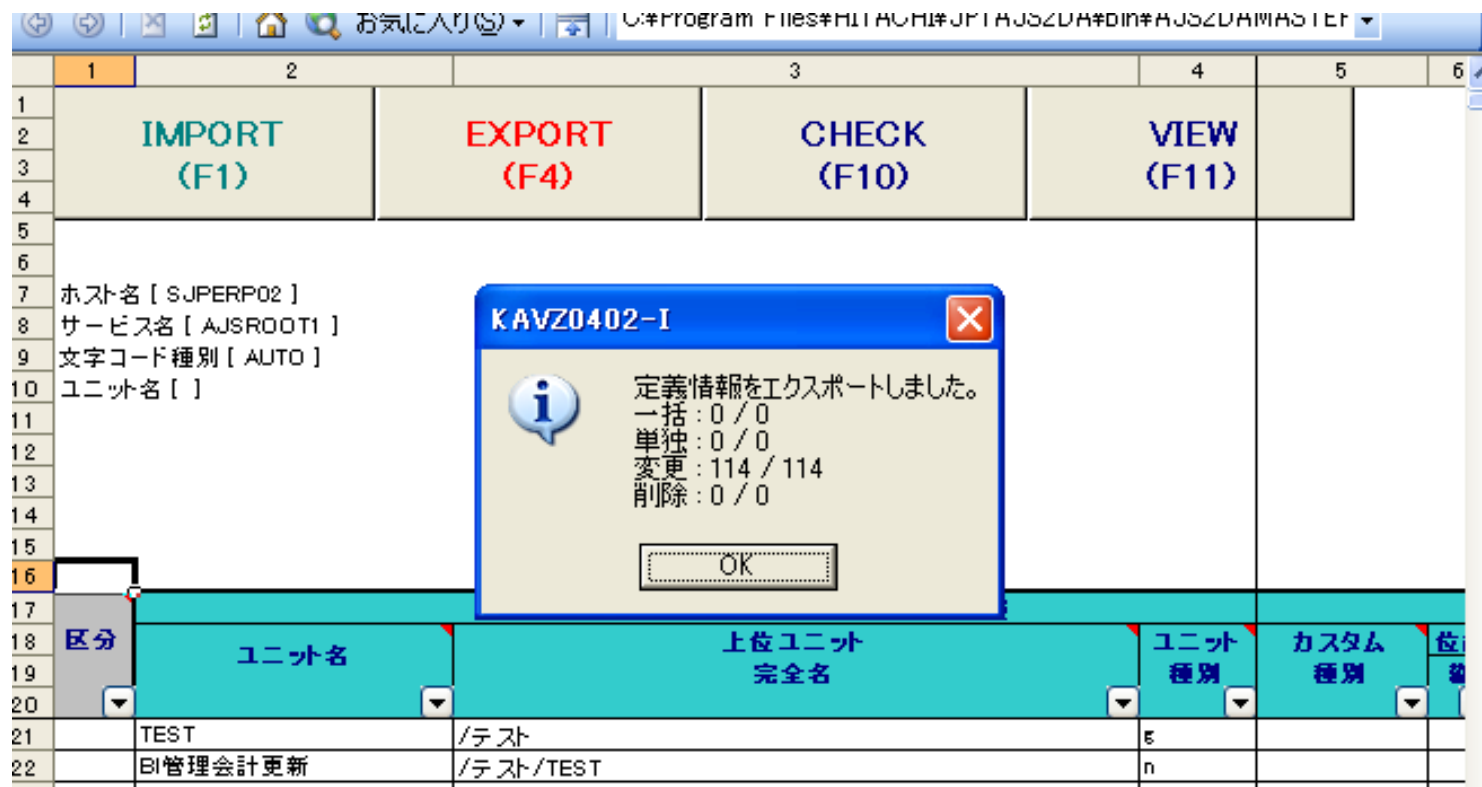 お気に入り(S)
C:¥Program Files¥HITACHI¥JP1AJS2DA¥bin¥AJS2DAMASTER
1 2 3 4 5 6
1
2 IMPORT EXPORT CHECK VIEW
3 (F1) (F4) (F10) (F11)
4
5
6
7 ホスト名 [ SJPERP02 ]
8 サービス名 [ AJSROOT1 ]
9 文字コード種別 [ AUTO ]
10 ユニット名 [ ]
11
12
13
14
15
16
KAVZ0402-I
定義情報をエクスポートしました。
一括 : 0 / 0
単独 : 0 / 0
変更 : 114 / 114
削除 : 0 / 0
OK
17
18 区分 ユニット名 上位ユニット ユニット カスタム
19 完全名 種別 種別
20
21 TEST /テスト g
22 BI管理会計更新 /テスト/TEST n